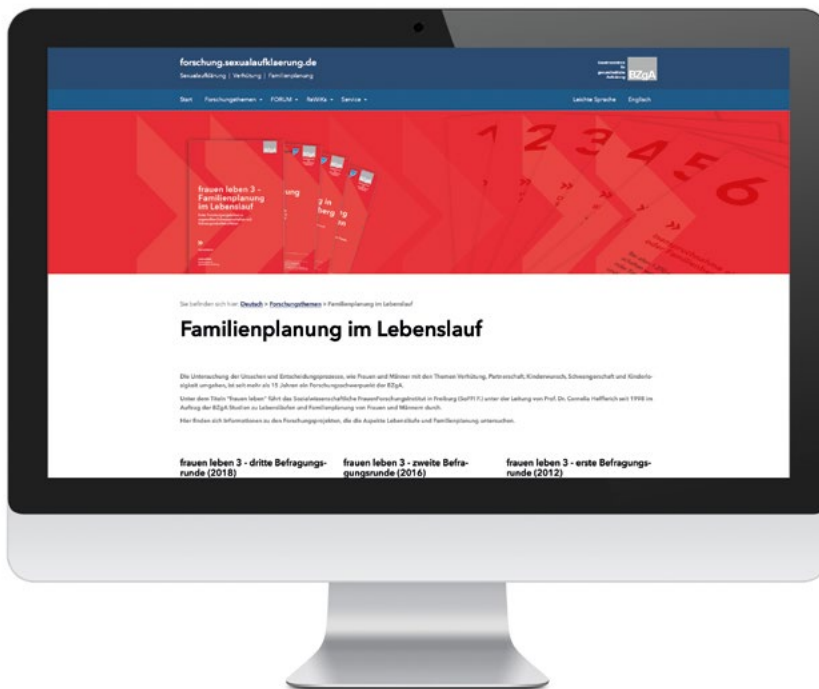 forschung.sexualaufklaerung.de
Sexualaufklärung | Verhütung | Familienplanung
BZgA
Start Forschungsthemen FORUM ReWiKs Service Leichte Sprache Englisch
BZgA
frauen leben 3 -
Familienplanung
im Lebenslauf
1 2 3 4 5 6
Sie befinden sich hier: Deutsch » Forschungsthemen » Familienplanung im Lebenslauf
Familienplanung im Lebenslauf
Die Untersuchung der Ursachen und Entscheidungsprozesse, wie Frauen und Männer mit den Themen Verhütung, Partnerschaft, Kinderwunsch, Schwangerschaft und Kinderlo-
sigkeit umgehen, ist seit mehr als 15 Jahren ein Forschungsschwerpunkt der BZgA.
Unter dem Titeln "frauen leben" führt das Sozialwissenschaftliche FrauenForschungsInstitut in Freiburg (SoFFI F.) unter der Leitung von Prof. Dr. Cornelia Helfferich seit 1998 im
Auftrag der BZgA Studien zu Lebensläufen und Familienplanung von Frauen und Männern durch.
Hier finden sich Informationen zu den Forschungsprojekten, die die Aspekte Lebensläufe und Familienplanung untersuchen.
frauen leben 3 - dritte Befragungs-
runde (2018)
frauen leben 3 - zweite Befra-
gungsrunde (2016)
frauen leben 3 - erste Befragungs-
runde (2012)